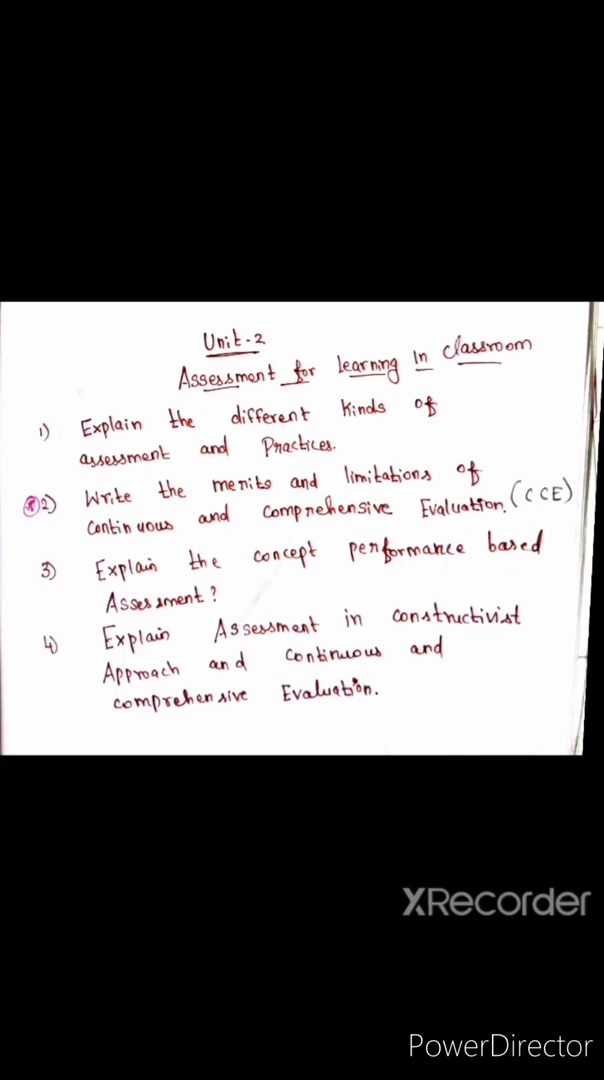 Unit-2
Assessment for learning In classroom
1) Explain the different Kinds of
assessment and Practices.
2) Write the merits and limitations of
continuous and comprehensive Evaluation. (CCE)
3) Explain the concept performance based
Assessment?
4) Explain Assessment in constructivist
Approach and continuous and
comprehensive Evaluation.
XRecorder
PowerDirector